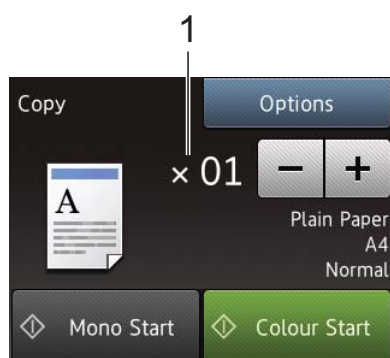 1
Copy
Options
× 01 − +
A
Plain Paper
A4
Normal
Mono Start
Colour Start